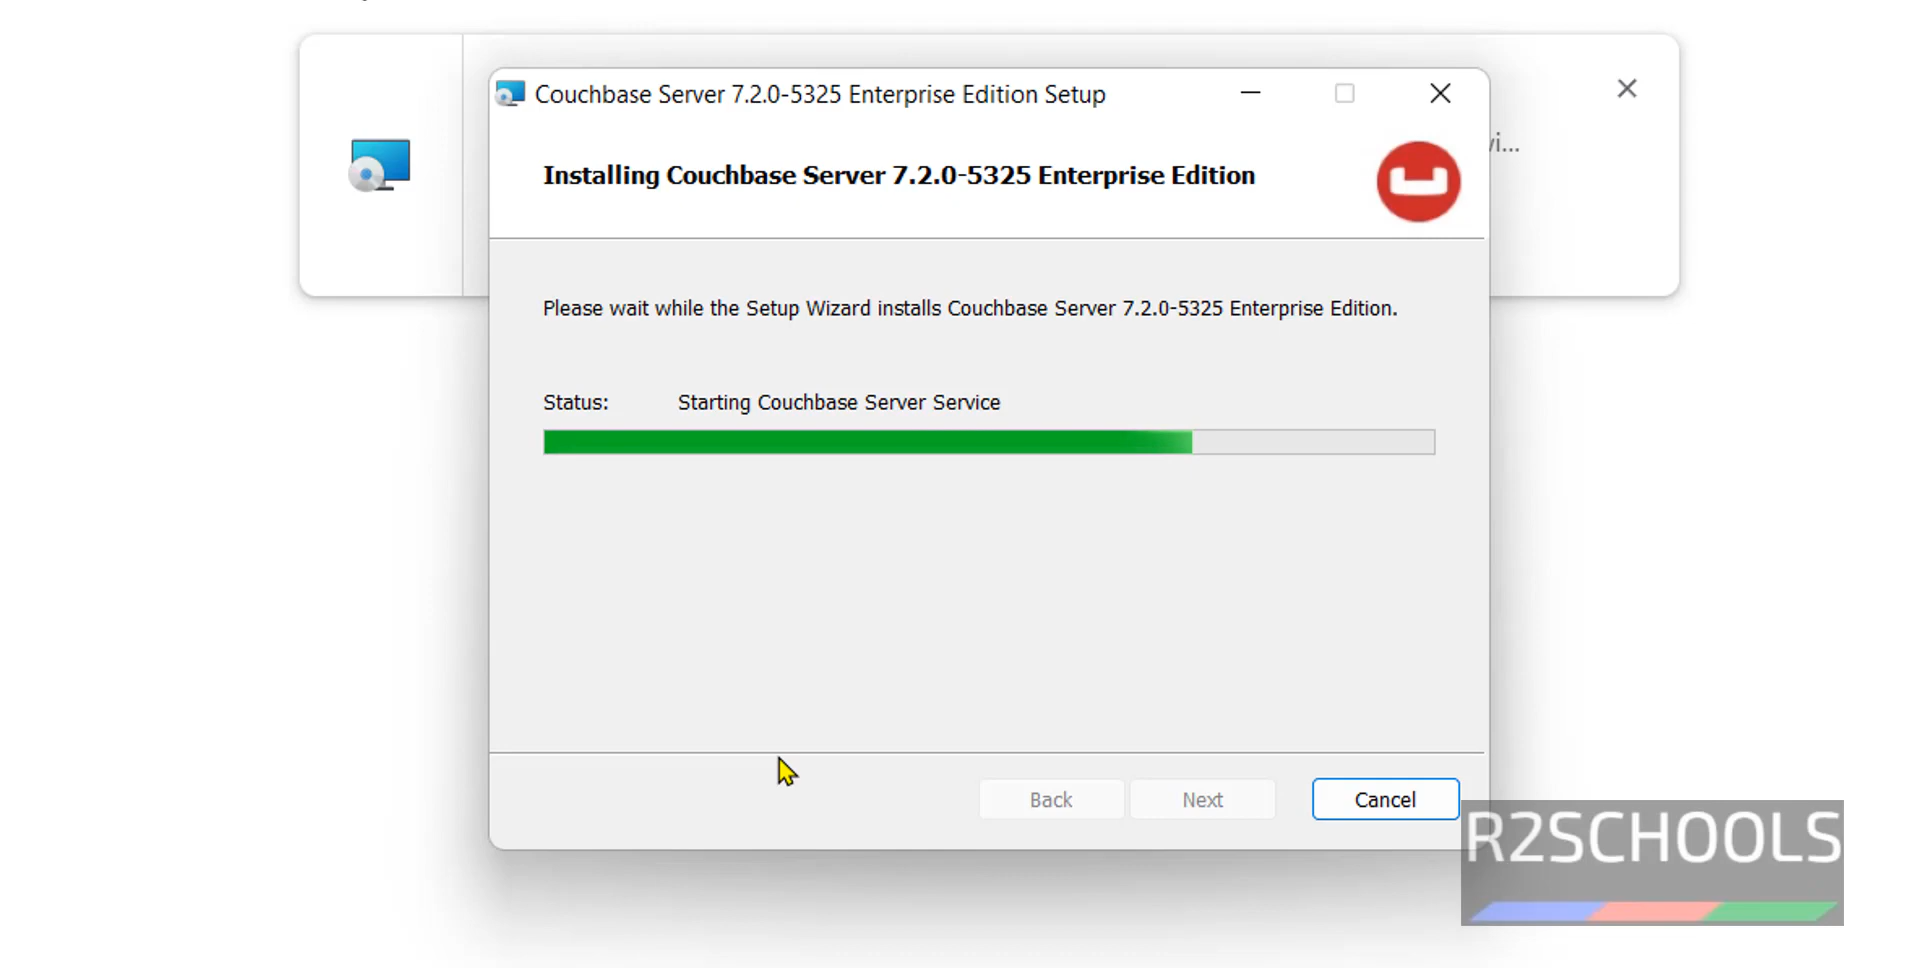 Couchbase Server 7.2.0-5325 Enterprise Edition Setup
Installing Couchbase Server 7.2.0-5325 Enterprise Edition
Please wait while the Setup Wizard installs Couchbase Server 7.2.0-5325 Enterprise Edition.
Status: Starting Couchbase Server Service
Back Next Cancel
R2SCHOOLS